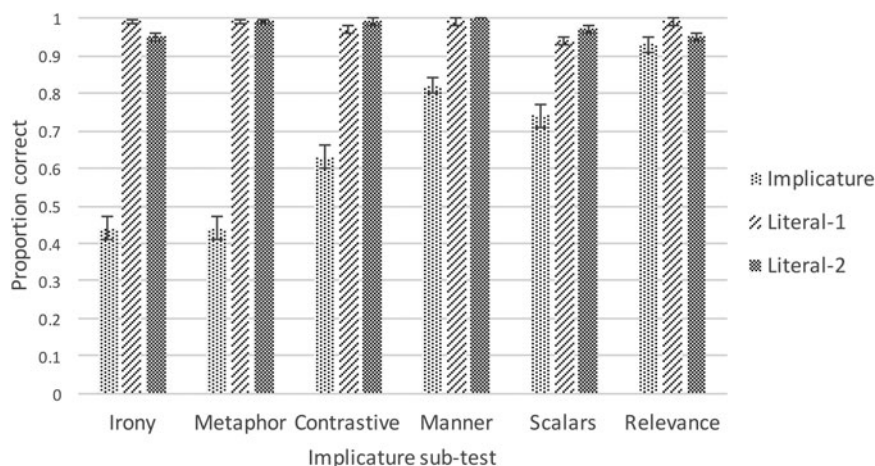 1
0.9
0.8
0.7
0.6
0.5
0.4
0.3
0.2
0.1
0
Proportion correct
Irony Metaphor Contrastive Manner Scalars Relevance
Implicature sub-test
Implicature
Literal-1
Literal-2